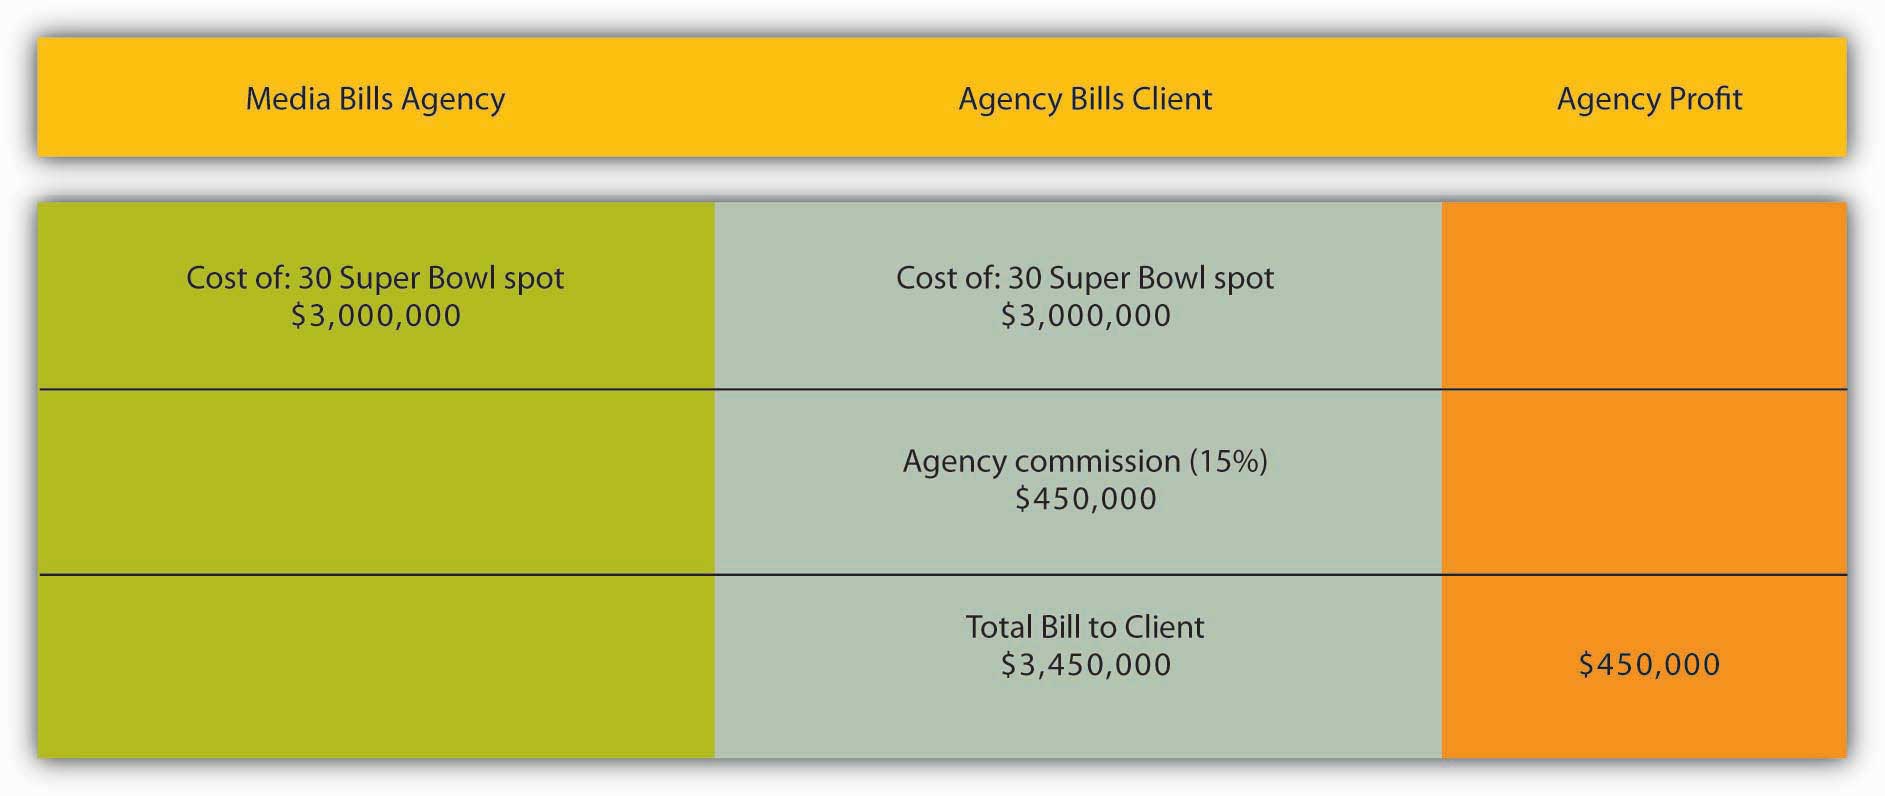 Media Bills Agency
Agency Bills Client
Agency Profit
Cost of: 30 Super Bowl spot
$3,000,000
Cost of: 30 Super Bowl spot
$3,000,000
Agency commission (15%)
$450,000
Total Bill to Client
$3,450,000
$450,000